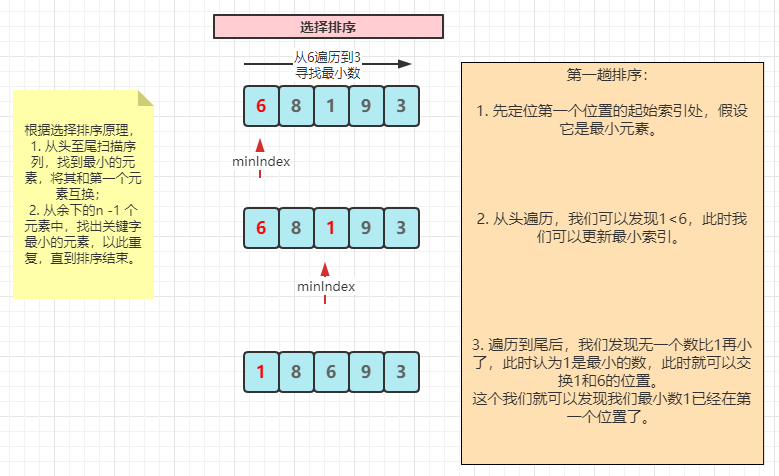 选择排序
从6遍历到3
寻找最小数
6 8 1 9 3
minIndex
6 8 1 9 3
minIndex
1 8 6 9 3
根据选择排序原理，
1. 从头至尾扫描序
列，找到最小的元
素，将其和第一个元
素互换；
2. 从余下的n -1 个
元素中，找出关键字
最小的元素，以此重
复，直到排序结束。
第一趟排序：
1. 先定位第一个位置的起始索引处，假设
它是最小元素。
2. 从头遍历，我们可以发现1<6，此时我
们可以更新最小索引。
3. 遍历到尾后，我们发现无一个数比1再小
了，此时认为1是最小的数，此时就可以交
换1和6的位置。
这个我们就可以发现我们最小数1已经在第
一个位置了。